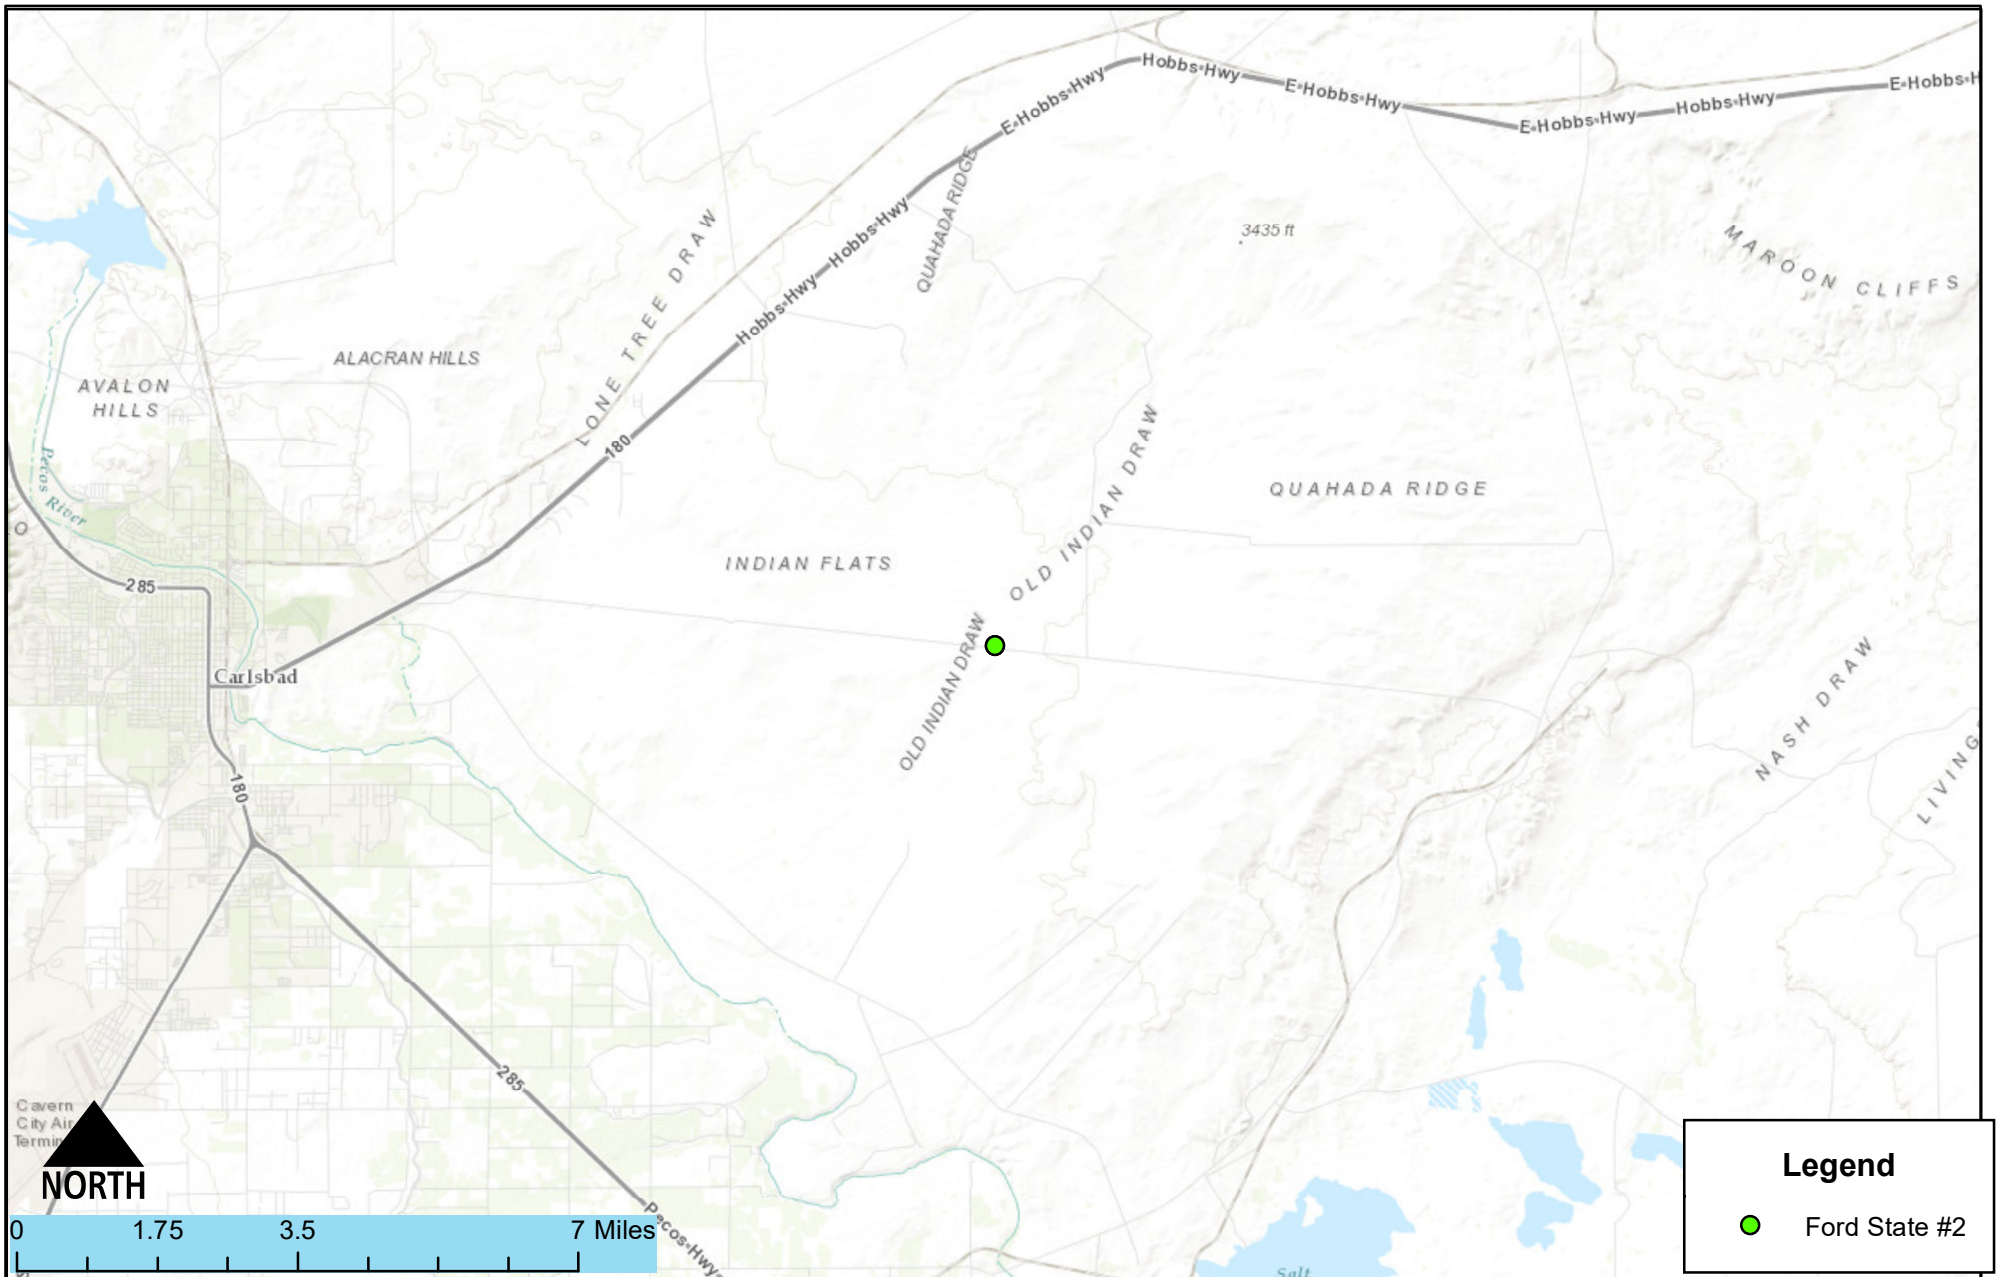 Hobbs Hwy
E Hobbs Hwy
E Hobbs Hwy
E Hobbs Hwy
Hobbs Hwy
E Hobbs H
QUAHADA RIDGE
Hobbs Hwy
Hobbs Hwy
3435 ft
MAROON CLIFFS
LONE TREE DRAW
ALACRAN HILLS
AVALON
HILLS
180
Pecos River
O
OLD INDIAN DRAW
QUAHADA RIDGE
INDIAN FLATS
285
OLD INDIAN DRAW
Carlsbad
NASH DRAW
LIVING
180
285
Cavern
City Air
Termin
NORTH
Pecos Hwy
0 1.75 3.5 7 Miles
Salt
Legend
Ford State #2